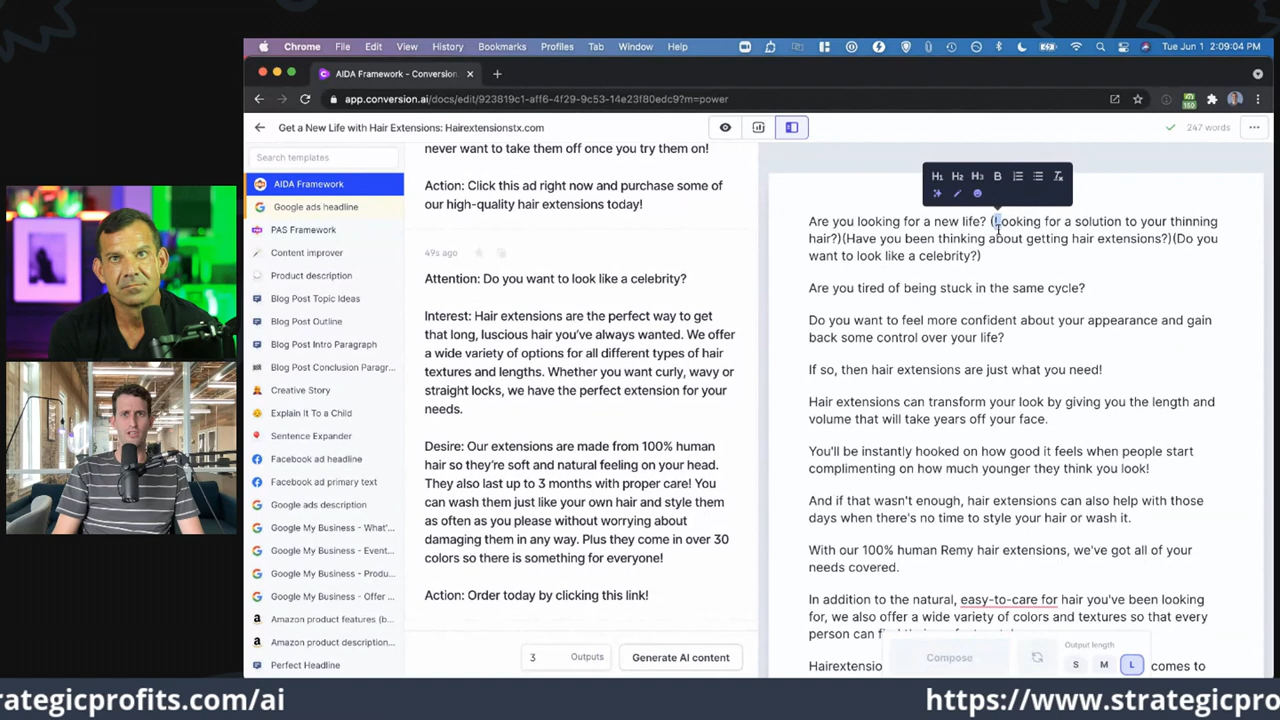 Chrome File Edit View History Bookmarks Profiles Tab Window Help Tue Jun 1 2:09:04 PM
AIDA Framework - Conversion.
app.conversion.ai/docs/edit/923819c1-aff6-4f29-9c53-14e23f80edc9?m=power
150
Get a New Life with Hair Extensions: Hairextensionstx.com
247 words
Search templates
AIDA Framework
Google ads headline
PAS Framework
Content improver
Product description
Blog Post Topic Ideas
Blog Post Outline
Blog Post Intro Paragraph
Blog Post Conclusion Paragr...
Creative Story
Explain It To a Child
Sentence Expander
Facebook ad headline
Facebook ad primary text
Google ads description
Google My Business - What'...
Google My Business - Event...
Google My Business - Produ...
Google My Business - Offer ...
Amazon product features (b...
Amazon product description...
Perfect Headline
never want to take them off once you try them on!
Action: Click this ad right now and purchase some of
our high-quality hair extensions today!
49s ago
Attention: Do you want to look like a celebrity?
Interest: Hair extensions are the perfect way to get
that long, luscious hair you've always wanted. We offer
a wide variety of options for all different types of hair
textures and lengths. Whether you want curly, wavy or
straight locks, we have the perfect extension for your
needs.
Desire: Our extensions are made from 100% human
hair so they're soft and natural feeling on your head.
They also last up to 3 months with proper care! You
can wash them just like your own hair and style them
as often as you please without worrying about
damaging them in any way. Plus they come in over 30
colors so there is something for everyone!
Action: Order today by clicking this link!
3 Outputs Generate AI content
H1 H2 H3 B
Are you looking for a new life? (Looking for a solution to your thinning
hair?)(Have you been thinking about getting hair extensions?)(Do you
want to look like a celebrity?)
Are you tired of being stuck in the same cycle?
Do you want to feel more confident about your appearance and gain
back some control over your life?
If so, then hair extensions are just what you need!
Hair extensions can transform your look by giving you the length and
volume that will take years off your face.
You'll be instantly hooked on how good it feels when people start
complimenting on how much younger they think you look!
And if that wasn't enough, hair extensions can also help with those
days when there's no time to style your hair or wash it.
With our 100% human Remy hair extensions, we've got all of your
needs covered.
In addition to the natural, easy-to-care for hair you've been looking
for, we also offer a wide variety of colors and textures so that every
person can
Hairextensio comes to
Compose
Output length
S M L
rategicprofits.com/ai https://www.strategicpro